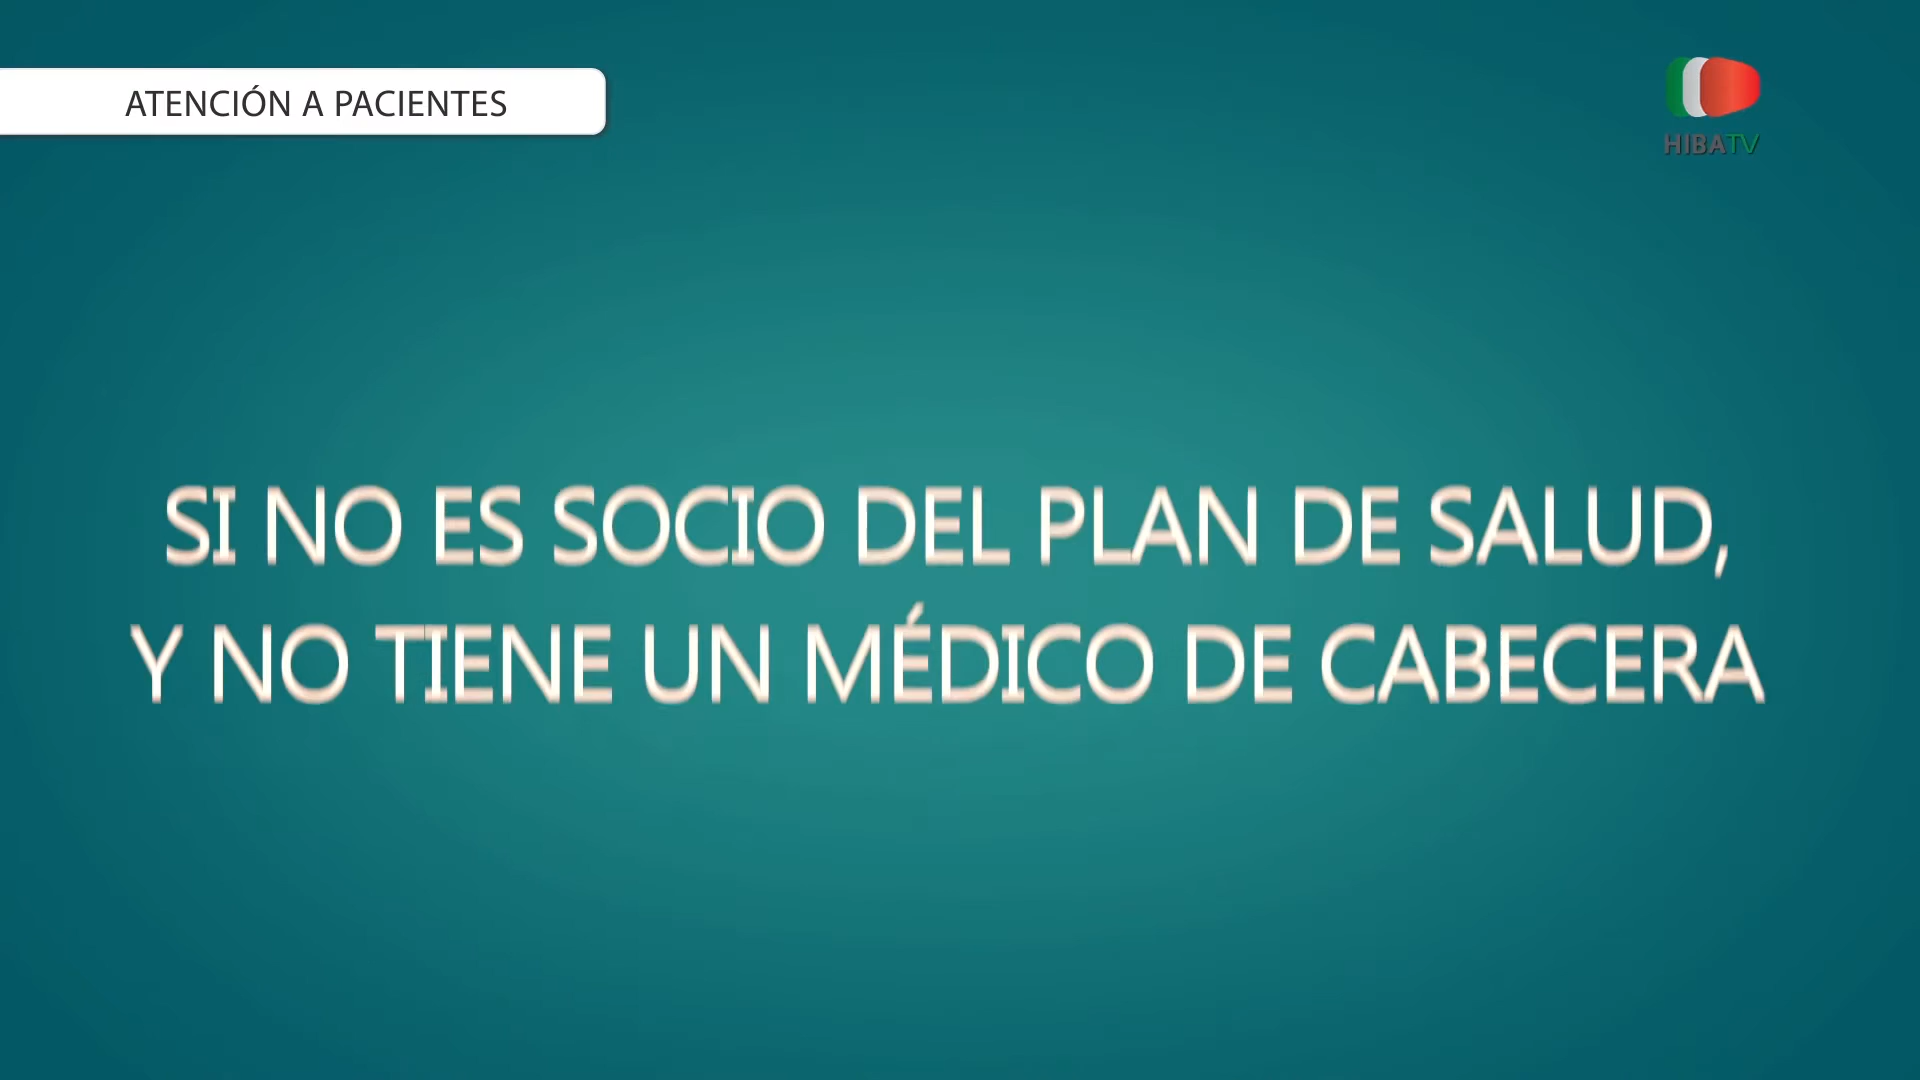 ATENCIÓN A PACIENTES
HIBATV
SI NO ES SOCIO DEL PLAN DE SALUD,
Y NO TIENE UN MÉDICO DE CABECERA